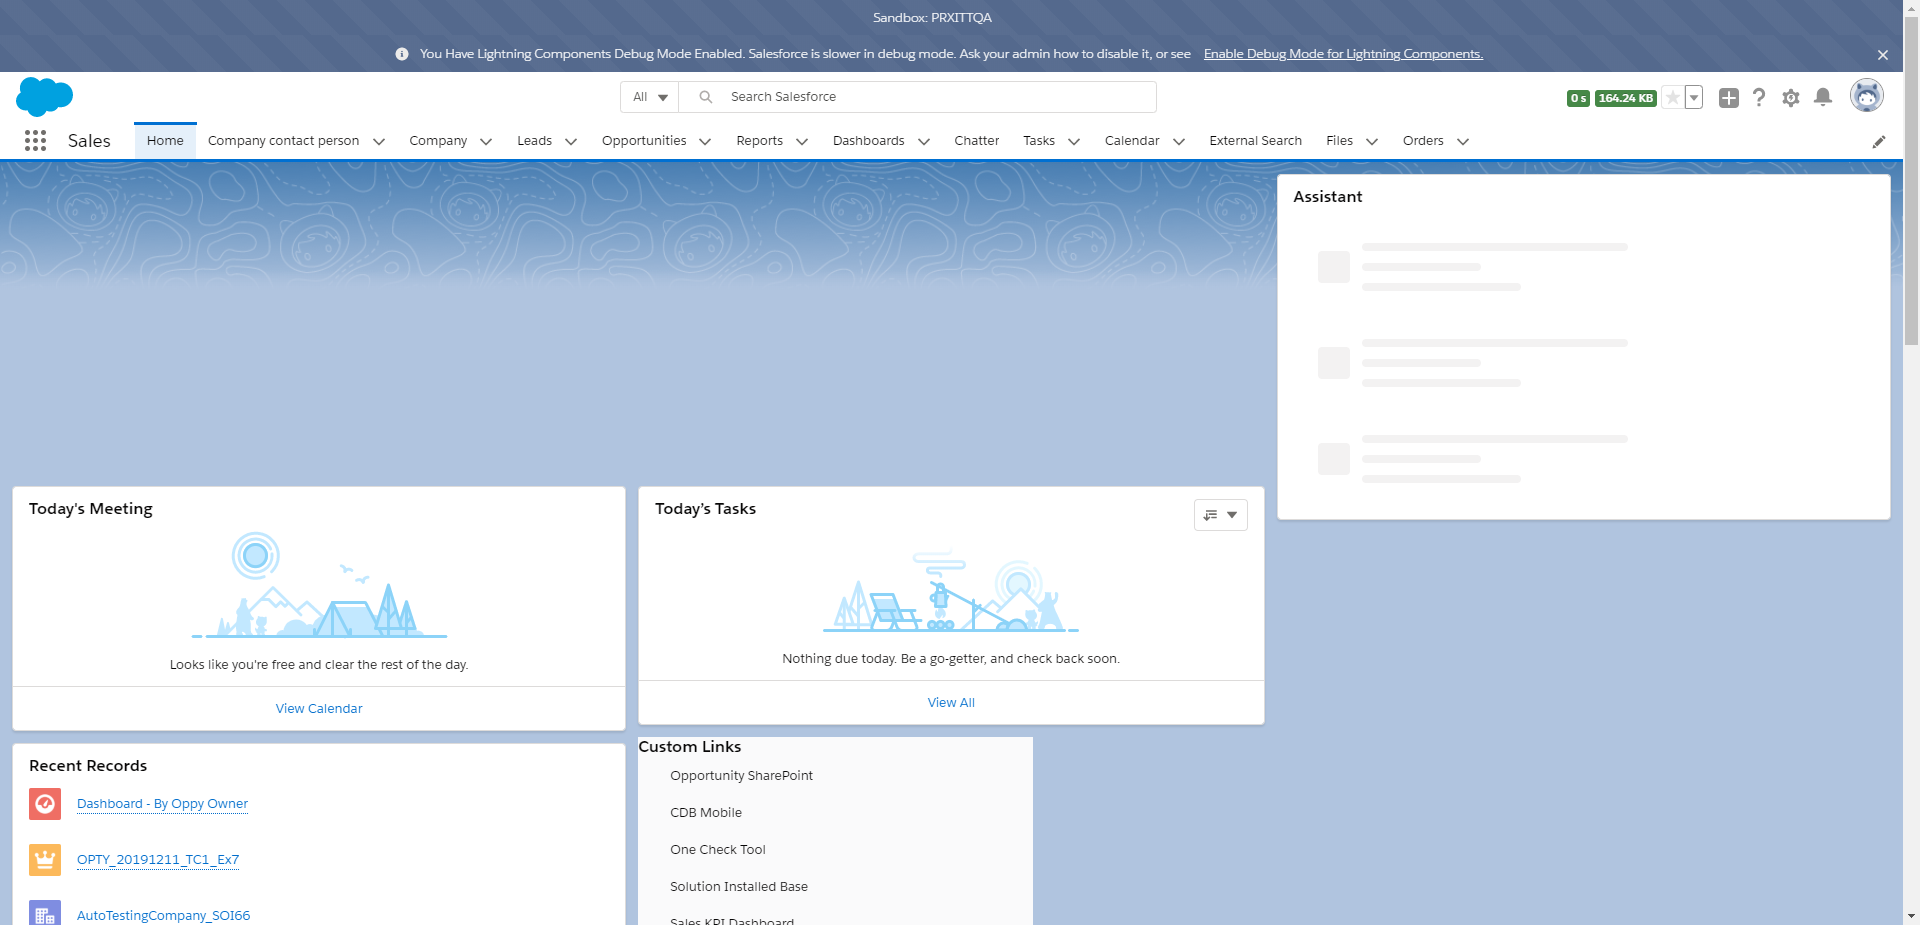 Sandbox: PRXITTQA
You Have Lightning Components Debug Mode Enabled. Salesforce is slower in debug mode. Ask your admin how to disable it, or see Enable Debug Mode for Lightning Components.
All Search Salesforce 0 s 164.24 KB
Sales Home Company contact person Company Leads Opportunities Reports Dashboards Chatter Tasks Calendar External Search Files Orders
Assistant
Today's Meeting
Looks like you're free and clear the rest of the day.
View Calendar
Today’s Tasks
Nothing due today. Be a go-getter, and check back soon.
View All
Recent Records
Dashboard - By Oppy Owner
OPTY_20191211_TC1_Ex7
AutoTestingCompany_SOI66
Custom Links
Opportunity SharePoint
CDB Mobile
One Check Tool
Solution Installed Base
Sales KPI Dashboard